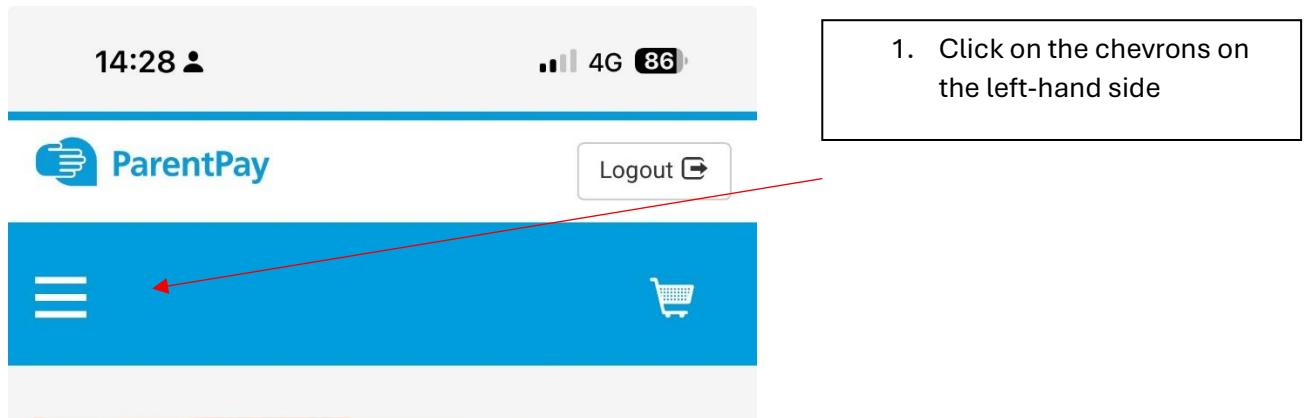 14:28
4G 86
ParentPay
Logout
1. Click on the chevrons on
the left-hand side